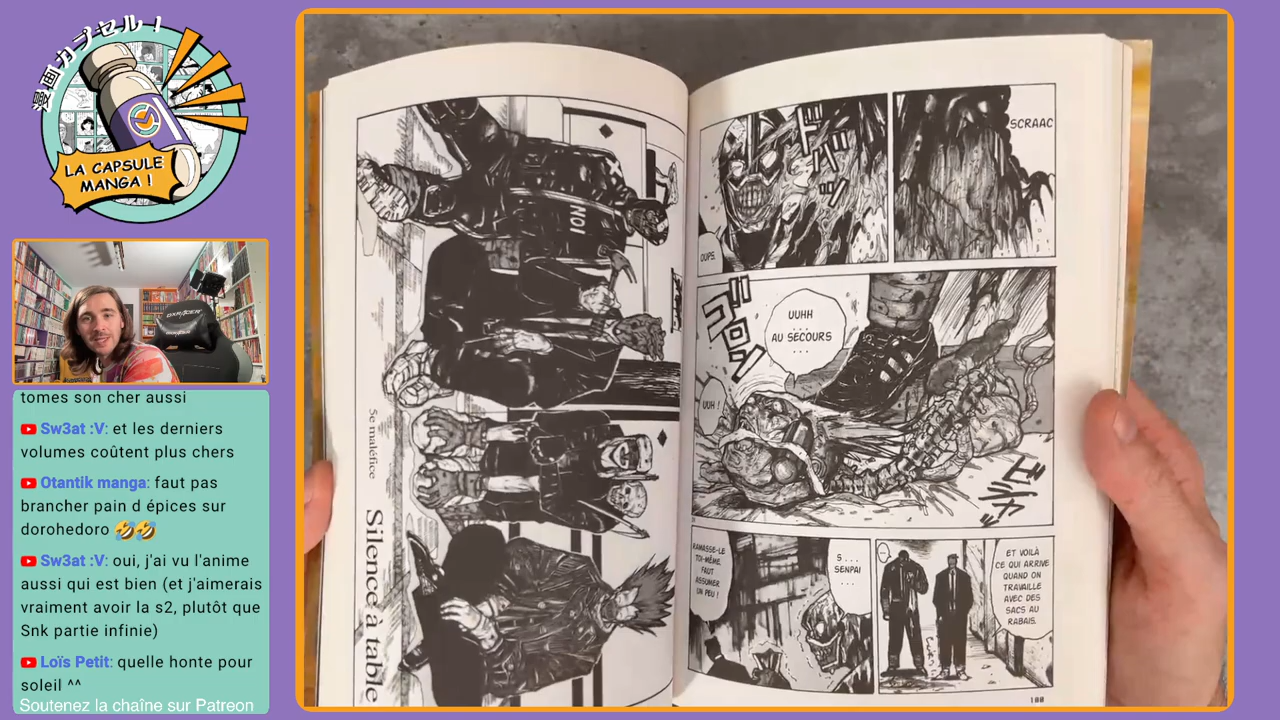 漫画カプセル!
LA CAPSULE
MANGA !
tomes son cher aussi
Sw3at :V: et les derniers
volumes coûtent plus chers
Otantik manga: faut pas
brancher pain d épices sur
dorohedoro 🤣🤣
Sw3at :V: oui, j'ai vu l'anime
aussi qui est bien (et j'aimerais
vraiment avoir la s2, plutôt que
Snk partie infinie)
Loïs Petit: quelle honte pour
soleil ^^
Soutenez la chaîne sur Patreon
5e maléfice
Silence à table
NOI
SCRAAC
OUPS.
UUHH
...
AU SECOURS
...
UUH !
RAMASSE-LE
TOI-MÊME.
FAUT
ASSUMER
UN PEU !
S...
SENPAI
...
ET VOILÀ
CE QUI ARRIVE
QUAND ON
TRAVAILLE
AVEC DES
SACS AU
RABAIS.
188